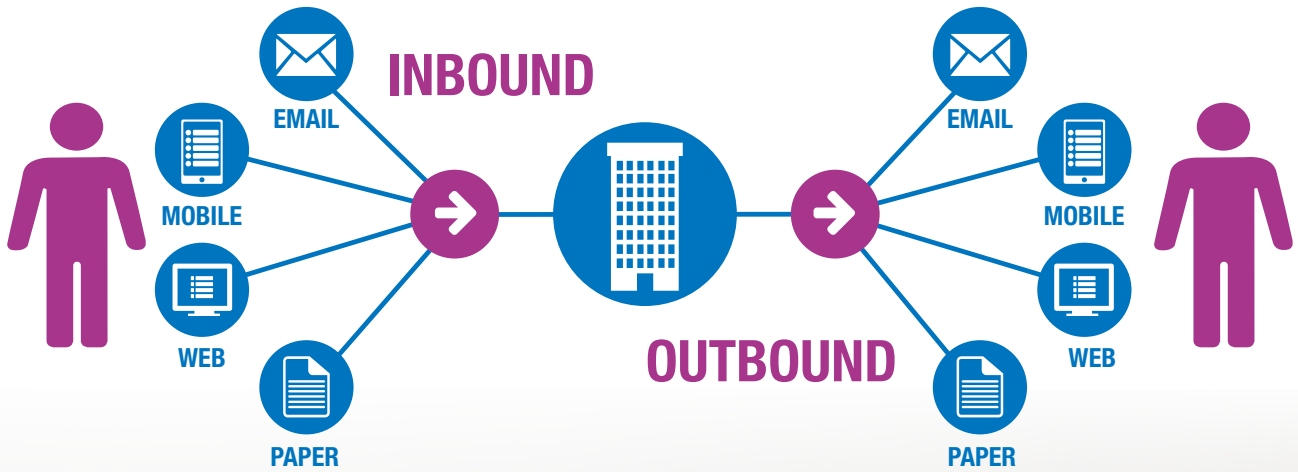 INBOUND
EMAIL
MOBILE
WEB
PAPER
OUTBOUND
EMAIL
MOBILE
WEB
PAPER